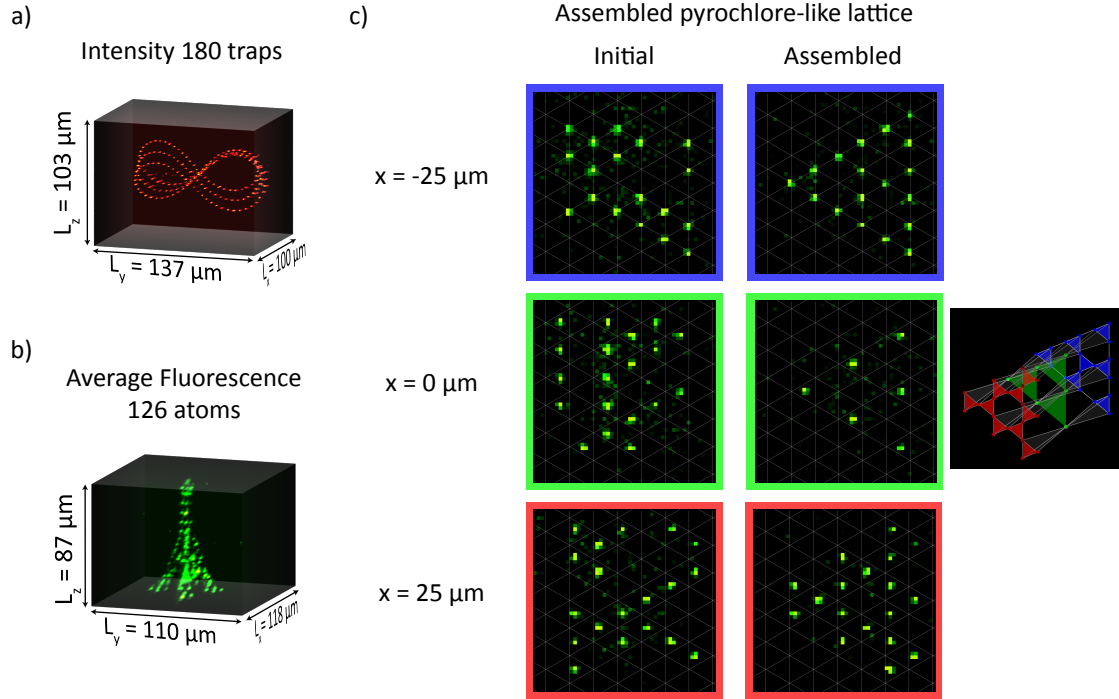 a)
Intensity 180 traps
L_z = 103 µm
L_y = 137 µm
L_x = 100 µm
b)
Average Fluorescence
126 atoms
L_z = 87 µm
L_y = 110 µm
L_x = 118 µm
c)
Assembled pyrochlore-like lattice
Initial
Assembled
x = -25 µm
x = 0 µm
x = 25 µm